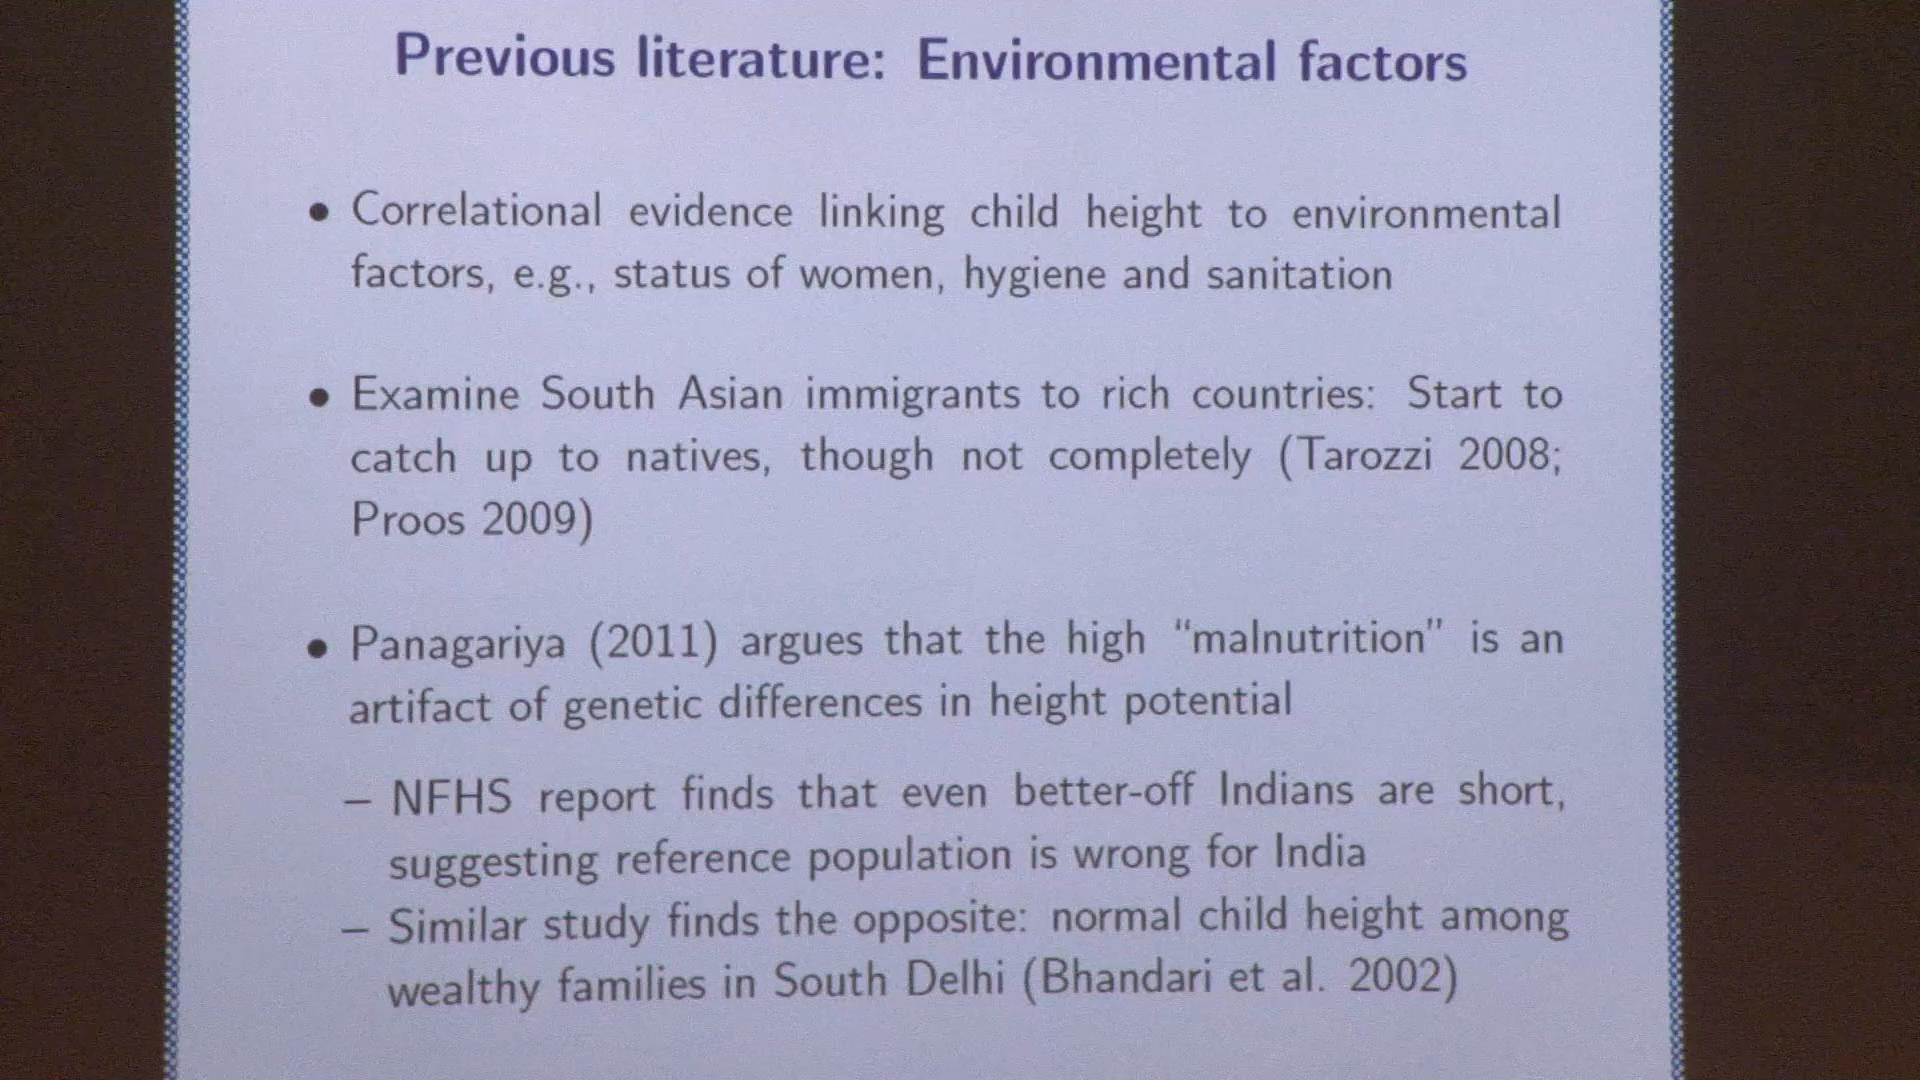 Previous literature: Environmental factors
• Correlational evidence linking child height to environmental
factors, e.g., status of women, hygiene and sanitation
• Examine South Asian immigrants to rich countries: Start to
catch up to natives, though not completely (Tarozzi 2008;
Proos 2009)
• Panagariya (2011) argues that the high “malnutrition” is an
artifact of genetic differences in height potential
– NFHS report finds that even better-off Indians are short,
suggesting reference population is wrong for India
– Similar study finds the opposite: normal child height among
wealthy families in South Delhi (Bhandari et al. 2002)